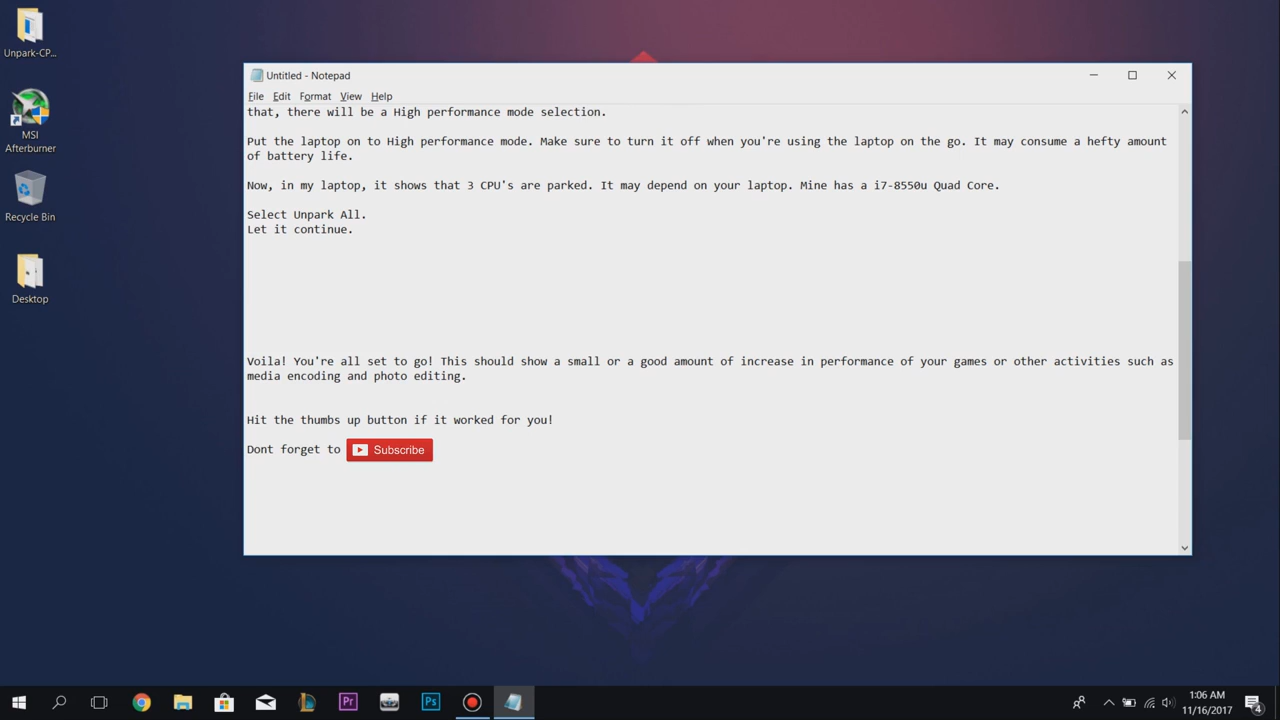 Unpark-CP...
MSI
Afterburner
Recycle Bin
Desktop
Untitled - Notepad
File Edit Format View Help
that, there will be a High performance mode selection.
Put the laptop on to High performance mode. Make sure to turn it off when you're using the laptop on the go. It may consume a hefty amount
of battery life.
Now, in my laptop, it shows that 3 CPU's are parked. It may depend on your laptop. Mine has a i7-8550u Quad Core.
Select Unpark All.
Let it continue.
Voila! You're all set to go! This should show a small or a good amount of increase in performance of your games or other activities such as
media encoding and photo editing.
Hit the thumbs up button if it worked for you!
Dont forget to Subscribe
Pr
Ps
1:06 AM
11/16/2017
4